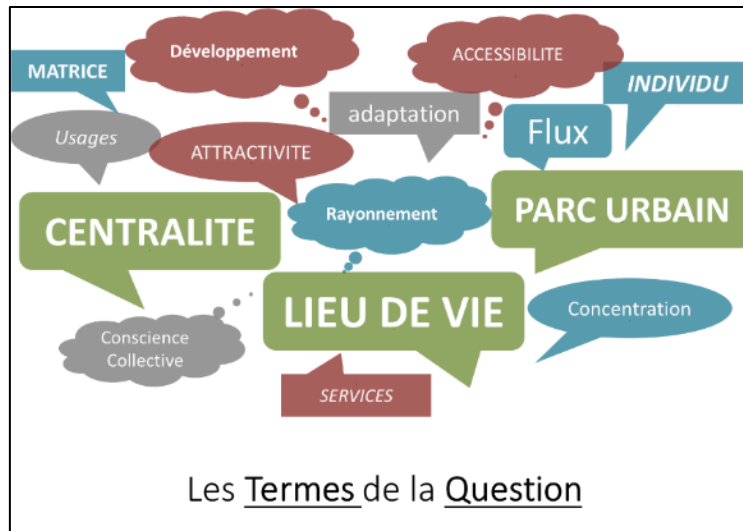 Développement
ACCESSIBILITE
MATRICE
INDIVIDU
adaptation
Usages
Flux
ATTRACTIVITE
Rayonnement
PARC URBAIN
CENTRALITE
LIEU DE VIE
Concentration
Conscience
Collective
SERVICES
Les Termes de la Question